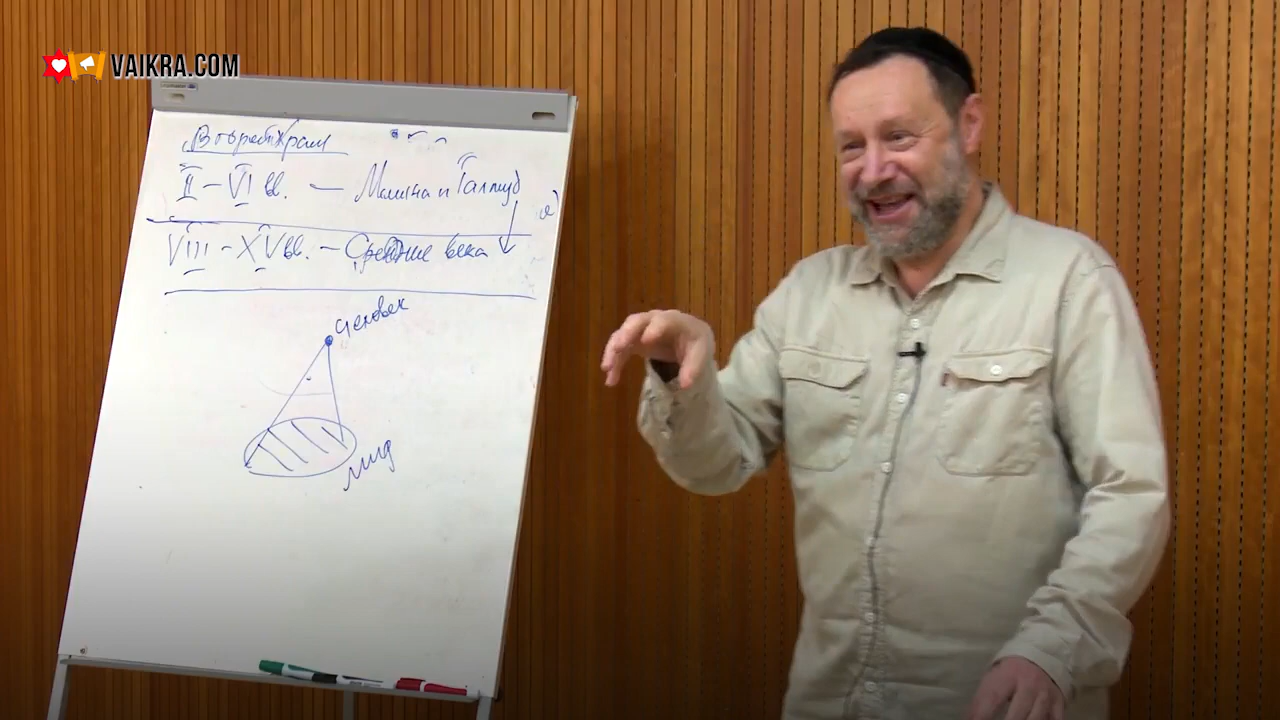 VAIKRA.COM
Второй Храм
II – VI вв. — Мишна и Талмуд
VIII – XV вв. – Средние века
человек
мир